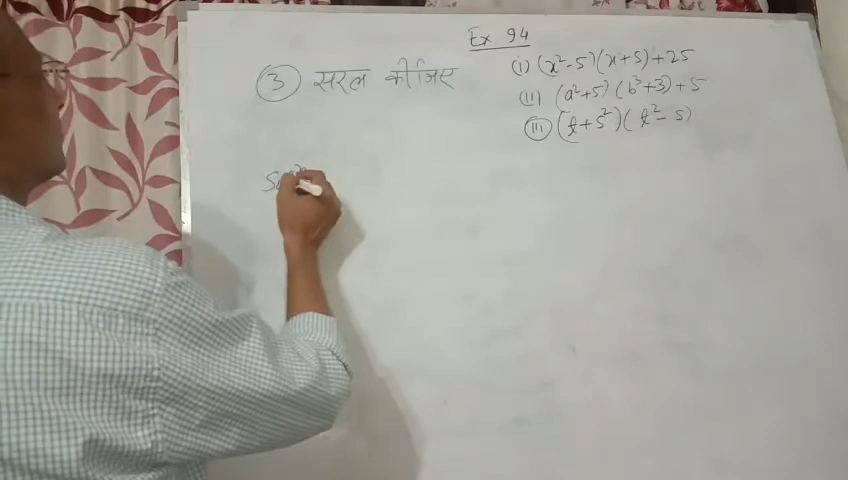 Ex 94
③ सरल कीजिए
(i) (x²-5)(x+5)+25
(ii) (a²+5)(b³+3)+5
(iii) (t+s²)(t²-s)